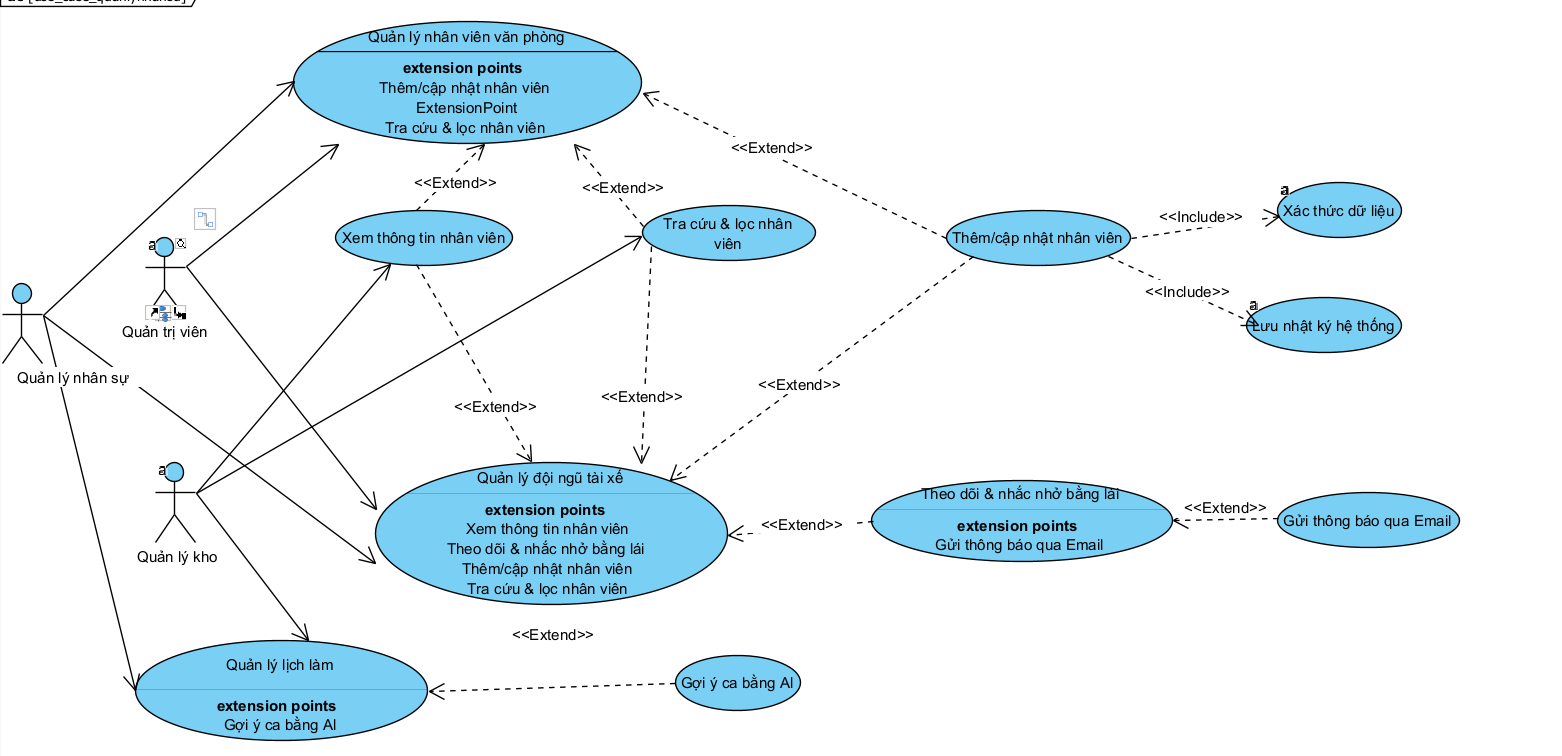 Quản lý nhân viên văn phòng
extension points
Thêm/cập nhật nhân viên
ExtensionPoint
Tra cứu & lọc nhân viên
<<Extend>>
<<Extend>>
<<Extend>>
Xem thông tin nhân viên
Tra cứu & lọc nhân
viên
Thêm/cập nhật nhân viên
<<Include>>
a
Xác thực dữ liệu
<<Include>>
a
Lưu nhật ký hệ thống
a
Quản trị viên
Quản lý nhân sự
<<Extend>>
<<Extend>>
<<Extend>>
a
Quản lý kho
Quản lý đội ngũ tài xế
extension points
Xem thông tin nhân viên
Theo dõi & nhắc nhở bằng lái
Thêm/cập nhật nhân viên
Tra cứu & lọc nhân viên
<<Extend>>
Theo dõi & nhắc nhở bằng lái
extension points
Gửi thông báo qua Email
<<Extend>>
Gửi thông báo qua Email
<<Extend>>
Quản lý lịch làm
extension points
Gợi ý ca bằng AI
Gợi ý ca bằng AI